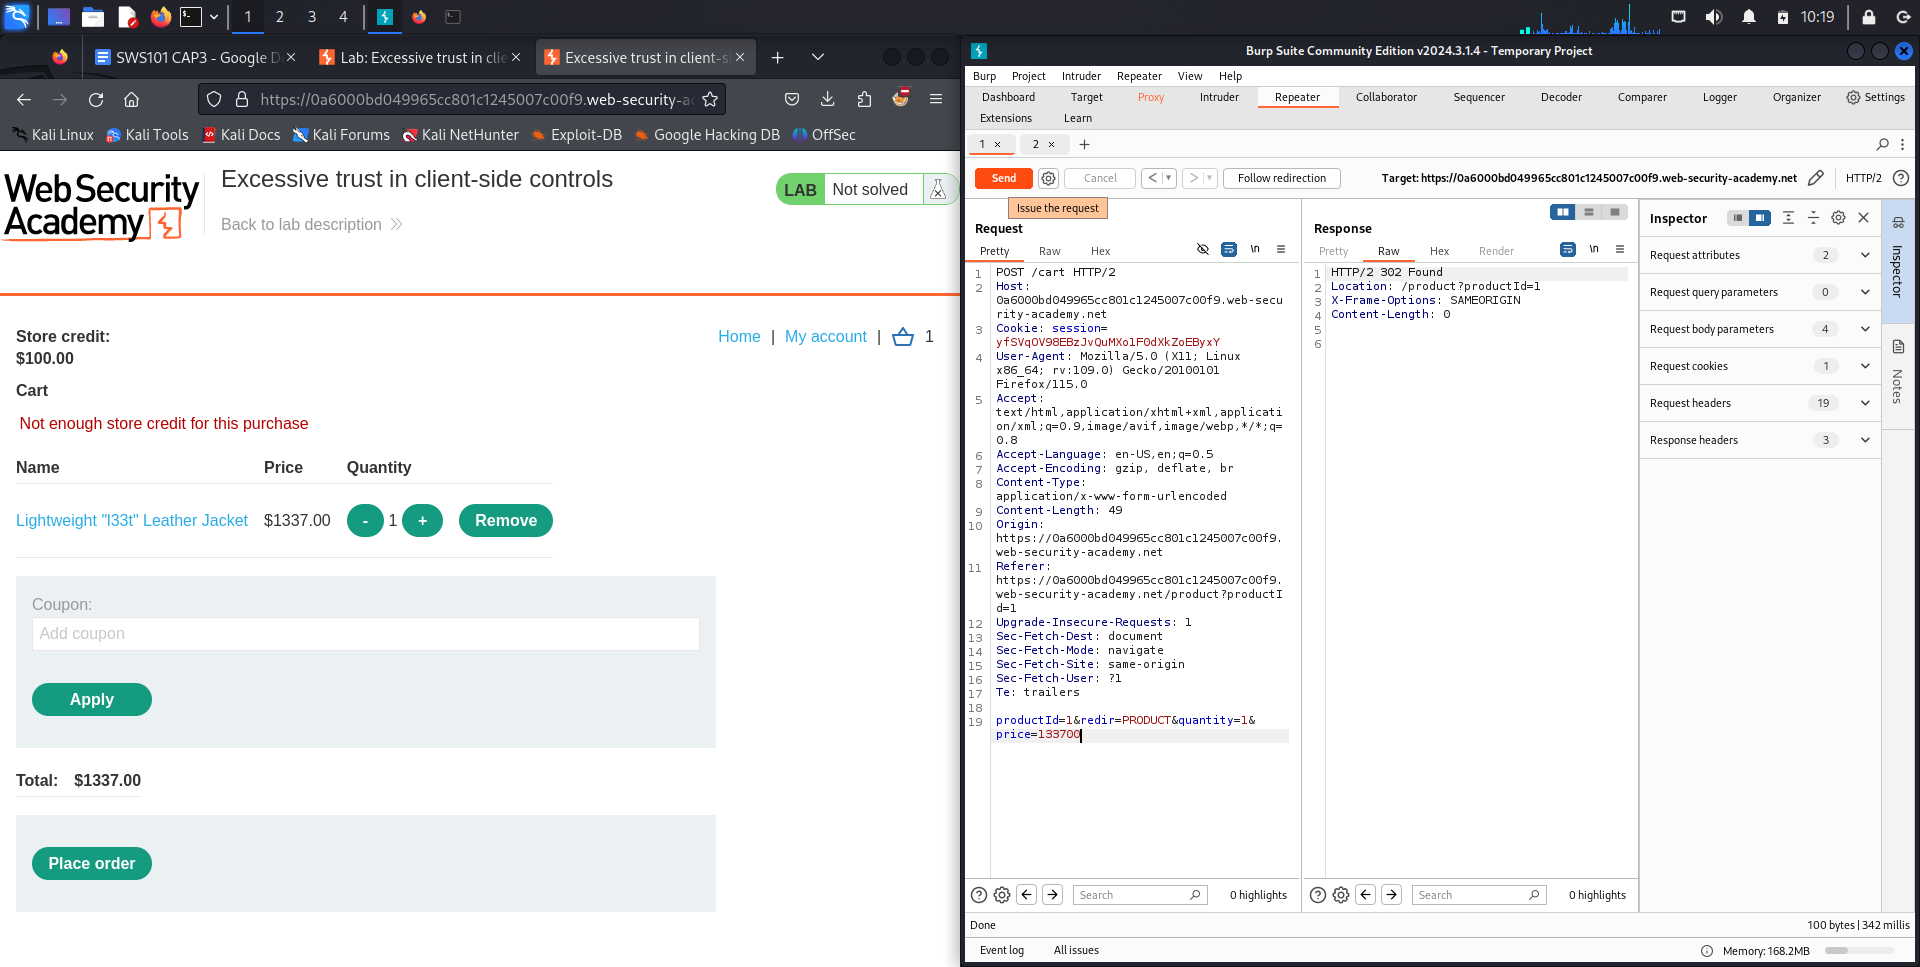 1 2 3 4 10:19
SWS101 CAP3 - Google D
Lab: Excessive trust in clie
Excessive trust in client-s
https://0a6000bd049965cc801c1245007c00f9.web-security-ac
Kali Linux Kali Tools Kali Docs Kali Forums Kali NetHunter Exploit-DB Google Hacking DB OffSec
Web Security
Academy
Excessive trust in client-side controls
Back to lab description
LAB Not solved
Store credit:
$100.00
Home | My account | 1
Cart
Not enough store credit for this purchase
Name Price Quantity
Lightweight "l33t" Leather Jacket $1337.00 - 1 + Remove
Coupon:
Add coupon
Apply
Total: $1337.00
Place order
Burp Suite Community Edition v2024.3.1.4 - Temporary Project
Burp Project Intruder Repeater View Help
Dashboard Target Proxy Intruder Repeater Collaborator Sequencer Decoder Comparer Logger Organizer Settings
Extensions Learn
1 × 2 × +
Send Cancel < > Follow redirection Target: https://0a6000bd049965cc801c1245007c00f9.web-security-academy.net HTTP/2
Issue the request
Request
Pretty Raw Hex \n
1 POST /cart HTTP/2
2 Host:
0a6000bd049965cc801c1245007c00f9.web-secu
rity-academy.net
3 Cookie: session=
yfSVqOV98EBzJvQuMXo1F0dXkZoEByxY
4 User-Agent: Mozilla/5.0 (X11; Linux
x86_64; rv:109.0) Gecko/20100101
Firefox/115.0
5 Accept:
text/html,application/xhtml+xml,applicati
on/xml;q=0.9,image/avif,image/webp,*/*;q=
0.8
6 Accept-Language: en-US,en;q=0.5
7 Accept-Encoding: gzip, deflate, br
8 Content-Type:
application/x-www-form-urlencoded
9 Content-Length: 49
10 Origin:
https://0a6000bd049965cc801c1245007c00f9.
web-security-academy.net
11 Referer:
https://0a6000bd049965cc801c1245007c00f9.
web-security-academy.net/product?productI
d=1
12 Upgrade-Insecure-Requests: 1
13 Sec-Fetch-Dest: document
14 Sec-Fetch-Mode: navigate
15 Sec-Fetch-Site: same-origin
16 Sec-Fetch-User: ?1
17 Te: trailers
18
19 productId=1&redir=PRODUCT&quantity=1&
price=133700
Search 0 highlights
Response
Pretty Raw Hex Render \n
1 HTTP/2 302 Found
2 Location: /product?productId=1
3 X-Frame-Options: SAMEORIGIN
4 Content-Length: 0
5
6
Search 0 highlights
Inspector
Request attributes 2
Request query parameters 0
Request body parameters 4
Request cookies 1
Request headers 19
Response headers 3
Inspector
Notes
Done 100 bytes | 342 millis
Event log All issues Memory: 168.2MB